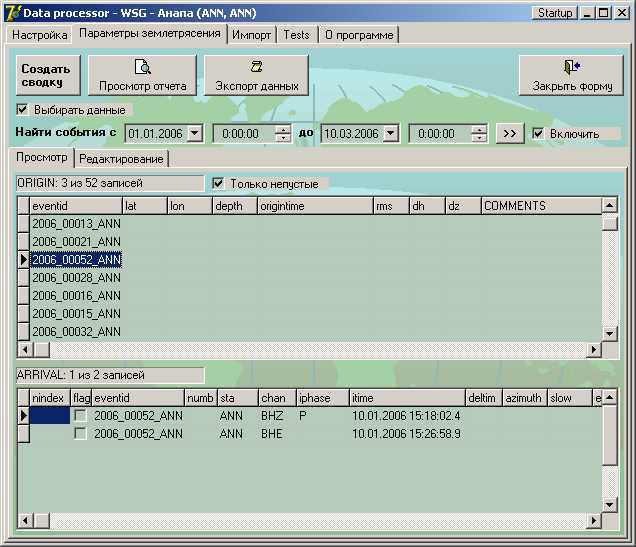 Data processor - WSG - Анапа (ANN, ANN) Startup
Настройка Параметры землетрясения Импорт Tests О программе
Создать сводку Просмотр отчета Экспорт данных Закрыть форму
Выбирать данные
Найти события с 01.01.2006 0:00:00 до 10.03.2006 0:00:00 >> Включить
Просмотр Редактирование
ORIGIN: 3 из 52 записей Только непустые
eventid lat lon depth origintime rms dh dz COMMENTS
2006_00013_ANN
2006_00021_ANN
2006_00052_ANN
2006_00028_ANN
2006_00016_ANN
2006_00015_ANN
2006_00032_ANN
ARRIVAL: 1 из 2 записей
nindex flag eventid numb sta chan iphase itime deltim azimuth slow e
2006_00052_ANN ANN BHZ P 10.01.2006 15:18:02.4
2006_00052_ANN ANN BHE 10.01.2006 15:26:58.9